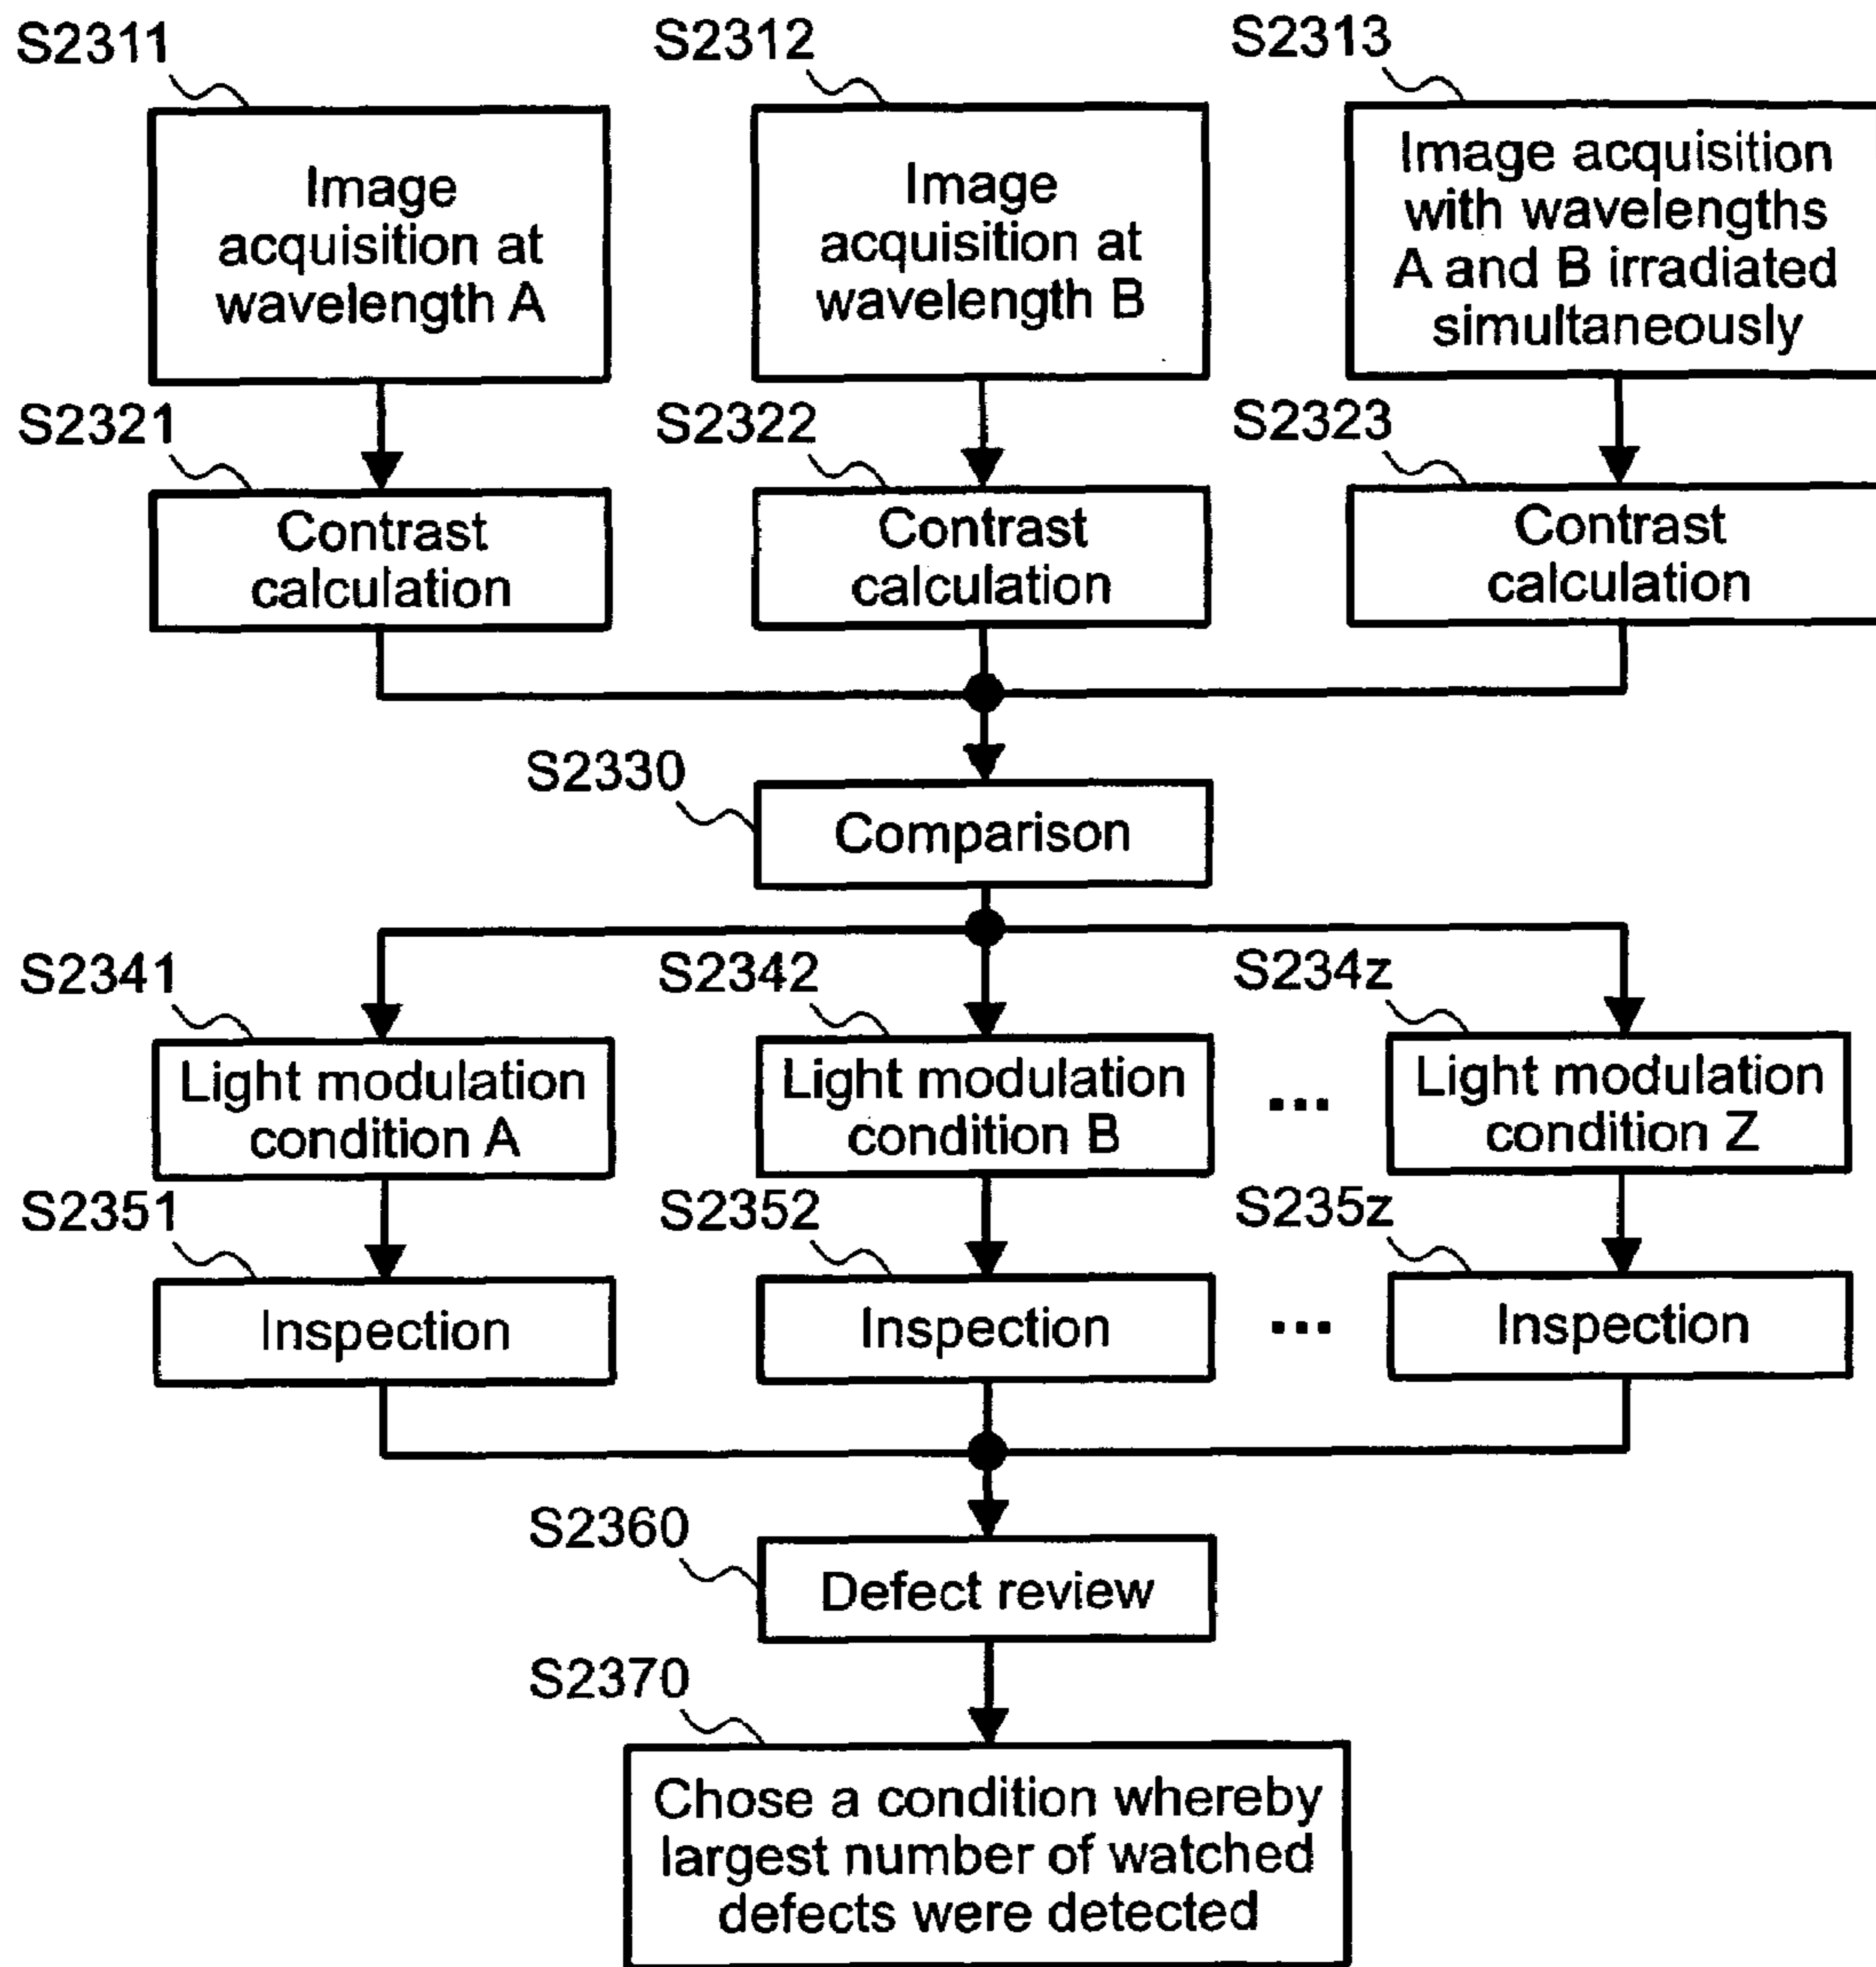 S2311
S2312
S2313
Image
acquisition at
wavelength A
Image
acquisition at
wavelength B
Image acquisition
with wavelengths
A and B irradiated
simultaneously
S2321
S2322
S2323
Contrast
calculation
Contrast
calculation
Contrast
calculation
S2330
Comparison
S2341
S2342
S234z
Light modulation
condition A
Light modulation
condition B
...
Light modulation
condition Z
S2351
S2352
S235z
Inspection
Inspection
...
Inspection
S2360
Defect review
S2370
Chose a condition whereby
largest number of watched
defects were detected